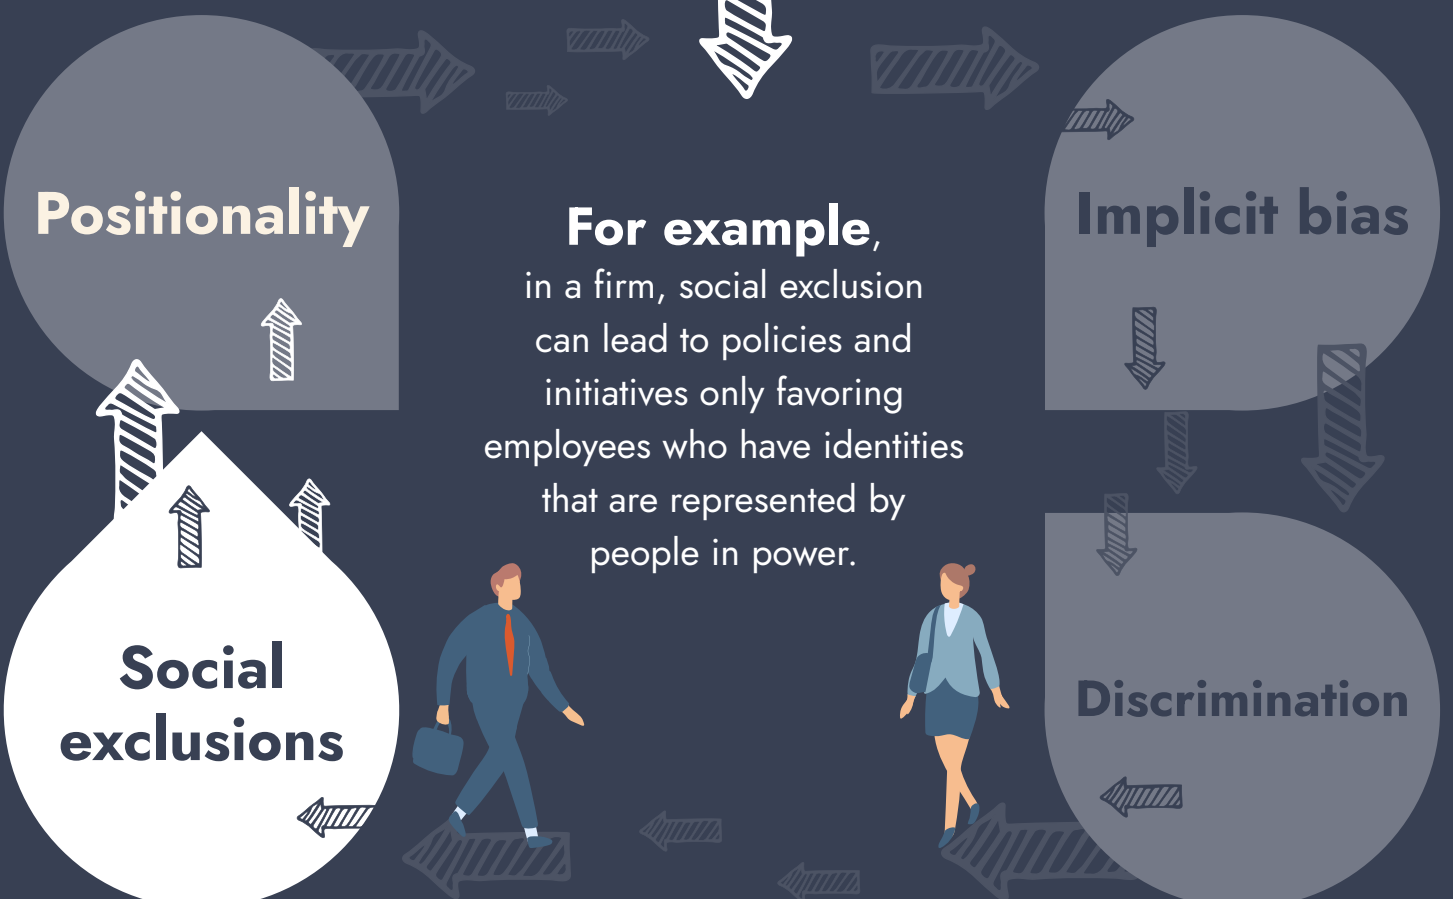 Positionality
Implicit bias
For example,
in a firm, social exclusion
can lead to policies and
initiatives only favoring
employees who have identities
that are represented by
people in power.
Social
exclusions
Discrimination